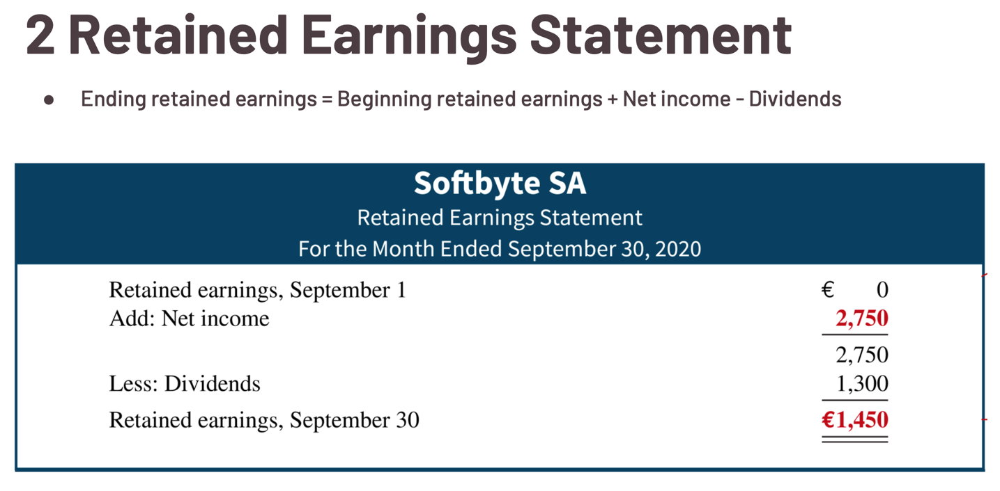 2 Retained Earnings Statement
● Ending retained earnings = Beginning retained earnings + Net income - Dividends
Softbyte SA
Retained Earnings Statement
For the Month Ended September 30, 2020
Retained earnings, September 1 € 0
Add: Net income 2,750
2,750
Less: Dividends 1,300
Retained earnings, September 30 €1,450